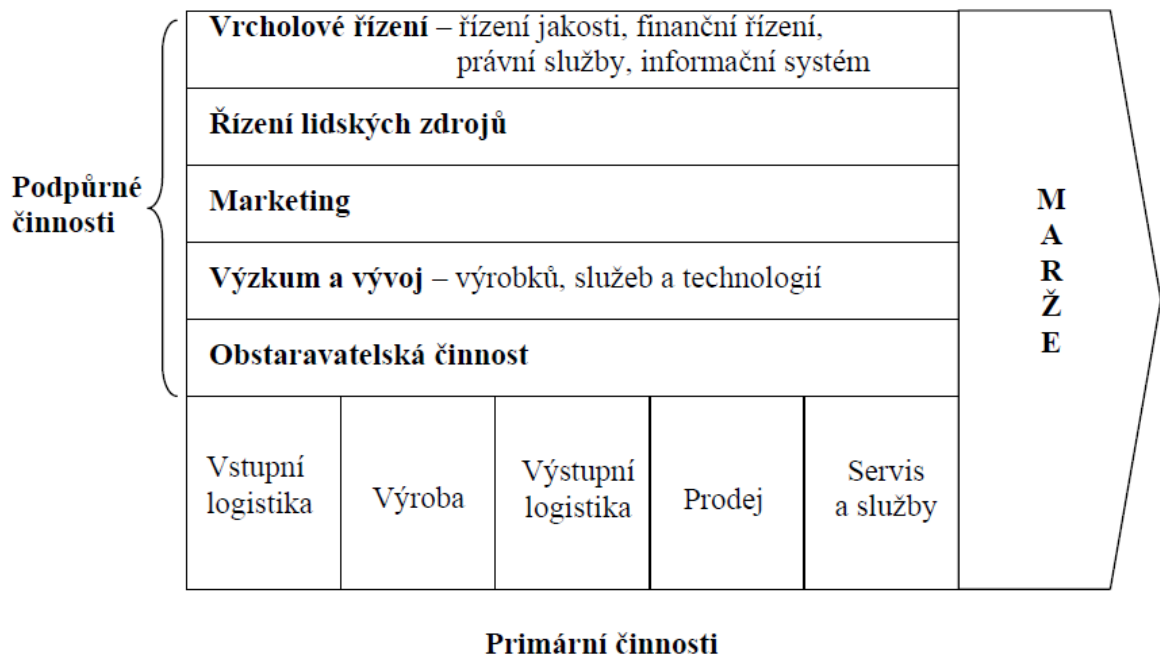 Vrcholové řízení – řízení jakosti, finanční řízení,
právní služby, informační systém
Řízení lidských zdrojů
Podpůrné
činnosti
Marketing
Výzkum a vývoj – výrobků, služeb a technologií
Obstaravatelská činnost
M
A
R
Ž
E
Vstupní
logistika
Výroba
Výstupní
logistika
Prodej
Servis
a služby
Primární činnosti